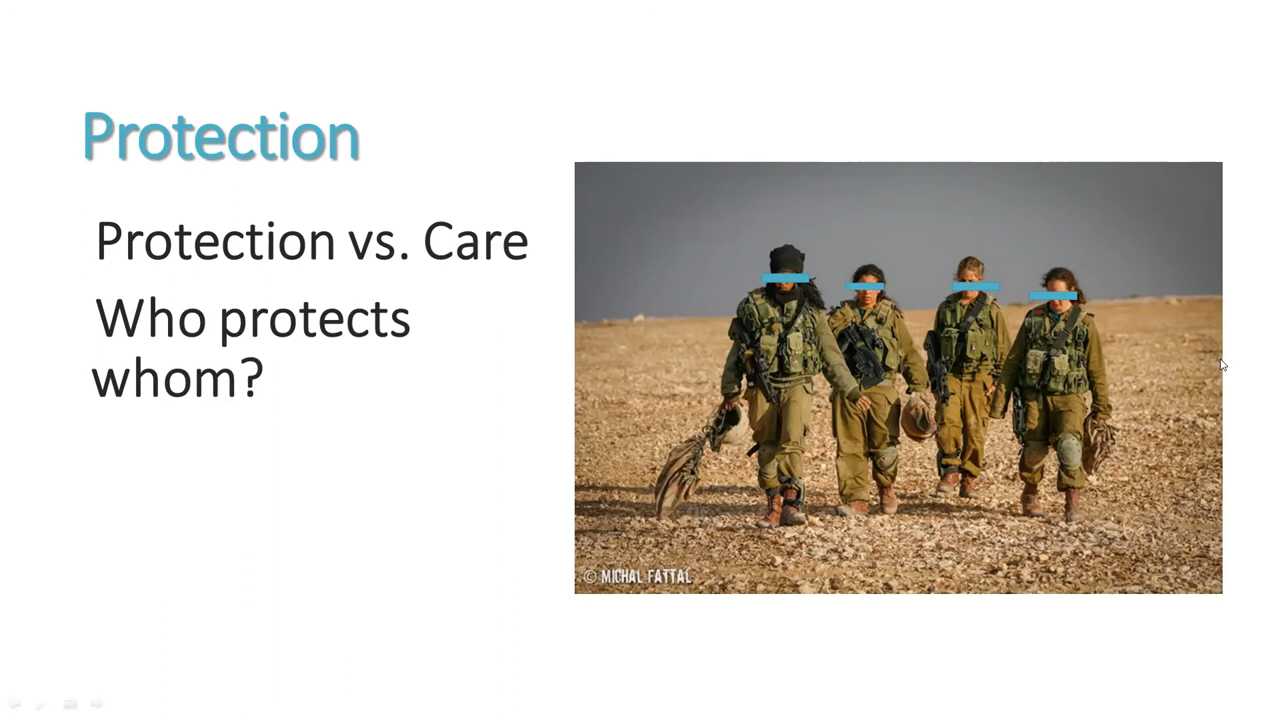 Protection
Protection vs. Care
Who protects
whom?
© MICHAL FATTAL